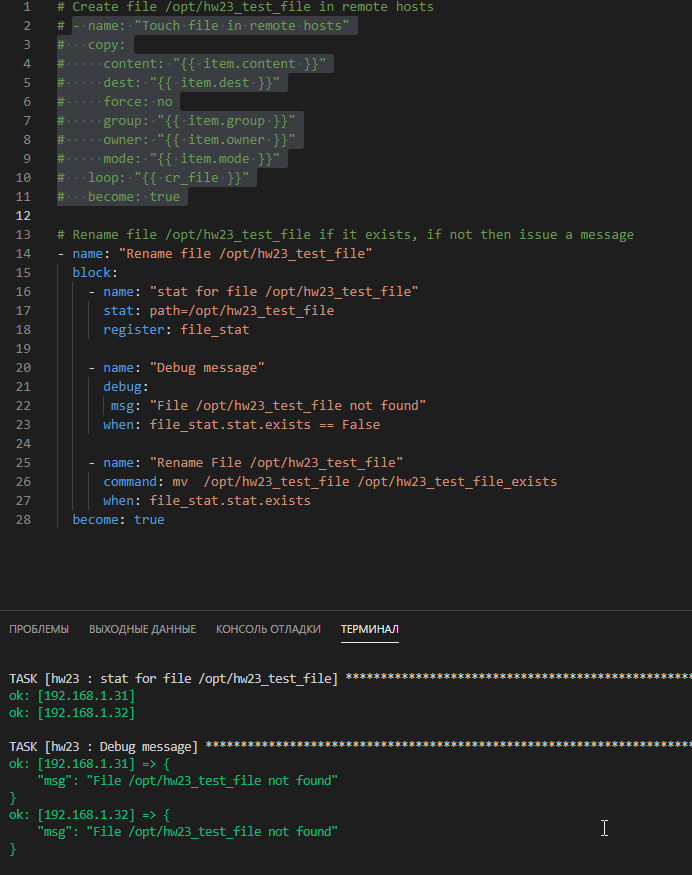 1 # Create file /opt/hw23_test_file in remote hosts
2 # - name: "Touch file in remote hosts"
3 #   copy:
4 #     content: "{{ item.content }}"
5 #     dest: "{{ item.dest }}"
6 #     force: no
7 #     group: "{{ item.group }}"
8 #     owner: "{{ item.owner }}"
9 #     mode: "{{ item.mode }}"
10 #   loop: "{{ cr_file }}"
11 #   become: true
12
13 # Rename file /opt/hw23_test_file if it exists, if not then issue a message
14 - name: "Rename file /opt/hw23_test_file"
15   block:
16     - name: "stat for file /opt/hw23_test_file"
17       stat: path=/opt/hw23_test_file
18       register: file_stat
19
20     - name: "Debug message"
21       debug:
22        msg: "File /opt/hw23_test_file not found"
23       when: file_stat.stat.exists == False
24
25     - name: "Rename File /opt/hw23_test_file"
26       command: mv  /opt/hw23_test_file /opt/hw23_test_file_exists
27       when: file_stat.stat.exists
28   become: true
ПРОБЛЕМЫ ВЫХОДНЫЕ ДАННЫЕ КОНСОЛЬ ОТЛАДКИ ТЕРМИНАЛ
TASK [hw23 : stat for file /opt/hw23_test_file] **************************************************
ok: [192.168.1.31]
ok: [192.168.1.32]
TASK [hw23 : Debug message] *********************************************************************
ok: [192.168.1.31] => {
    "msg": "File /opt/hw23_test_file not found"
}
ok: [192.168.1.32] => {
    "msg": "File /opt/hw23_test_file not found"
}